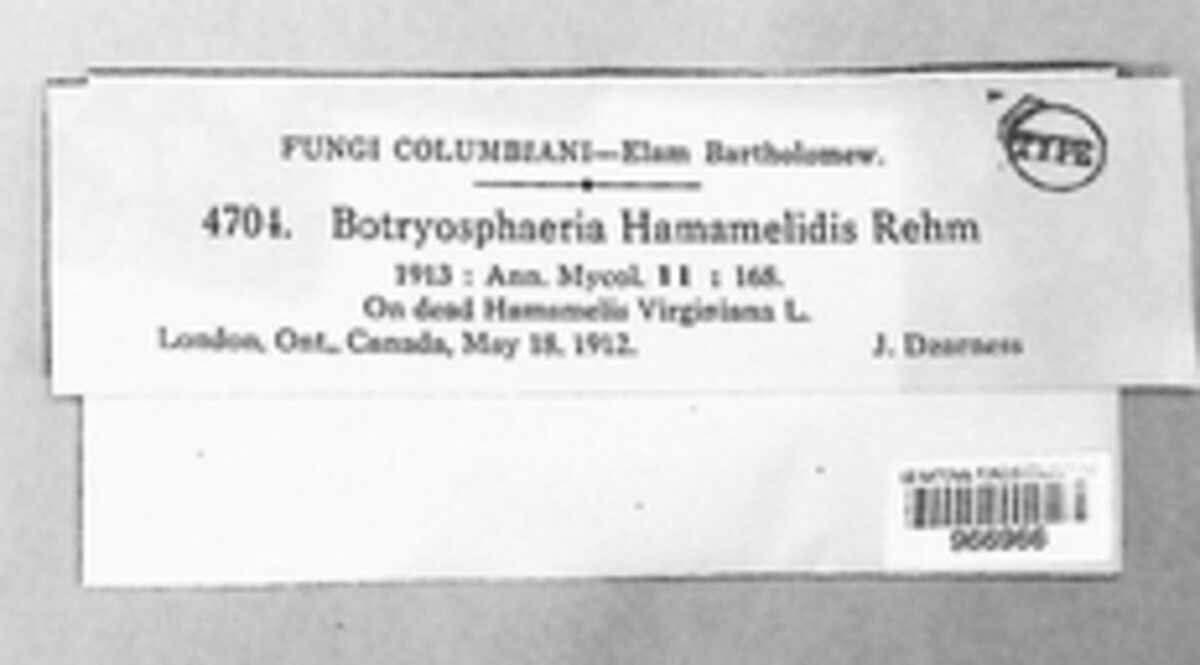 TYPE
FUNGI COLUMBIANI—Elam Bartholomew.
4701. Botryosphaeria Hamamelidis Rehm
1913 : Ann. Mycol. 11 : 168.
On dead Hamamelis Virginiana L.
London, Ont., Canada, May 18, 1912. J. Dearness
966966